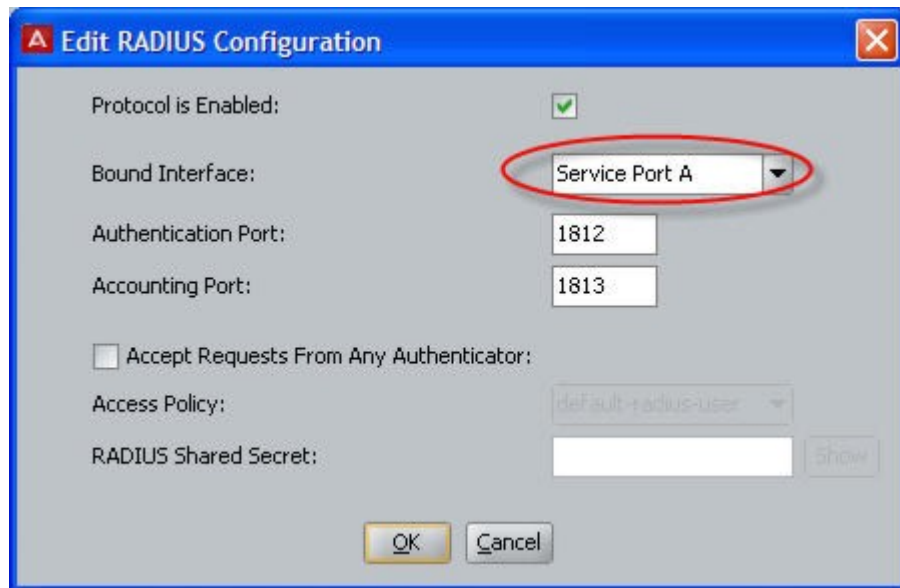 A Edit RADIUS Configuration
Protocol is Enabled:
Bound Interface: Service Port A
Authentication Port: 1812
Accounting Port: 1813
Accept Requests From Any Authenticator:
Access Policy: default-radius-user
RADIUS Shared Secret: Show
OK Cancel